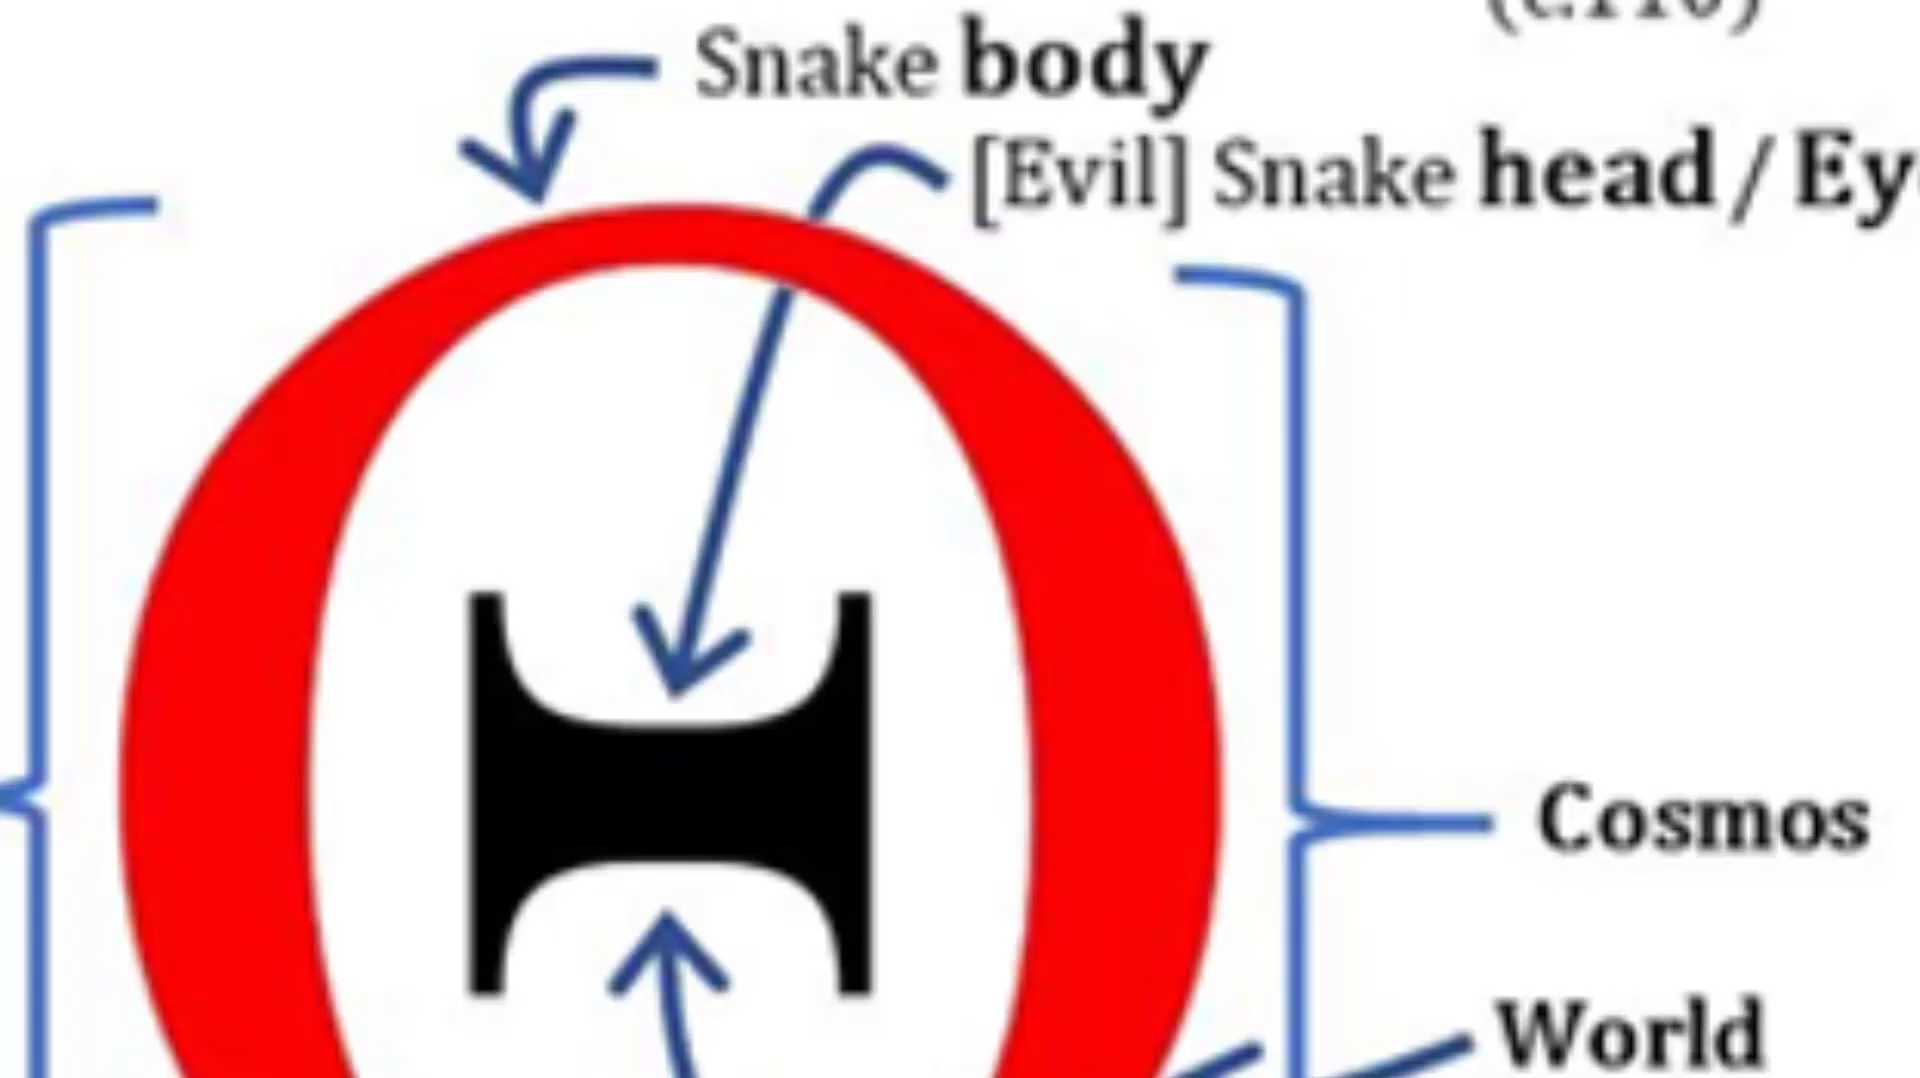 Snake body
[Evil] Snake head / Ey
Θ
Cosmos
World